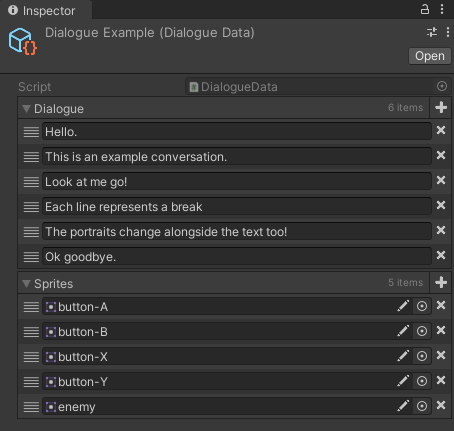 Inspector
Dialogue Example (Dialogue Data)
Open
Script DialogueData
Dialogue 6 items
Hello.
This is an example conversation.
Look at me go!
Each line represents a break
The portraits change alongside the text too!
Ok goodbye.
Sprites 5 items
button-A
button-B
button-X
button-Y
enemy